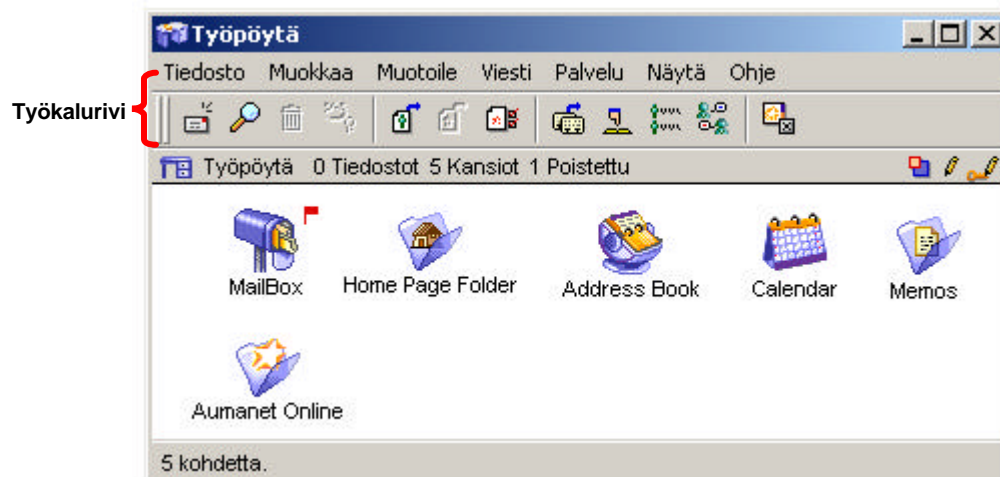 Työpöytä
Tiedosto Muokkaa Muotoile Viesti Palvelu Näytä Ohje
Työkalurivi
Työpöytä 0 Tiedostot 5 Kansiot 1 Poistettu
MailBox Home Page Folder Address Book Calendar Memos
Aumanet Online
5 kohdetta.